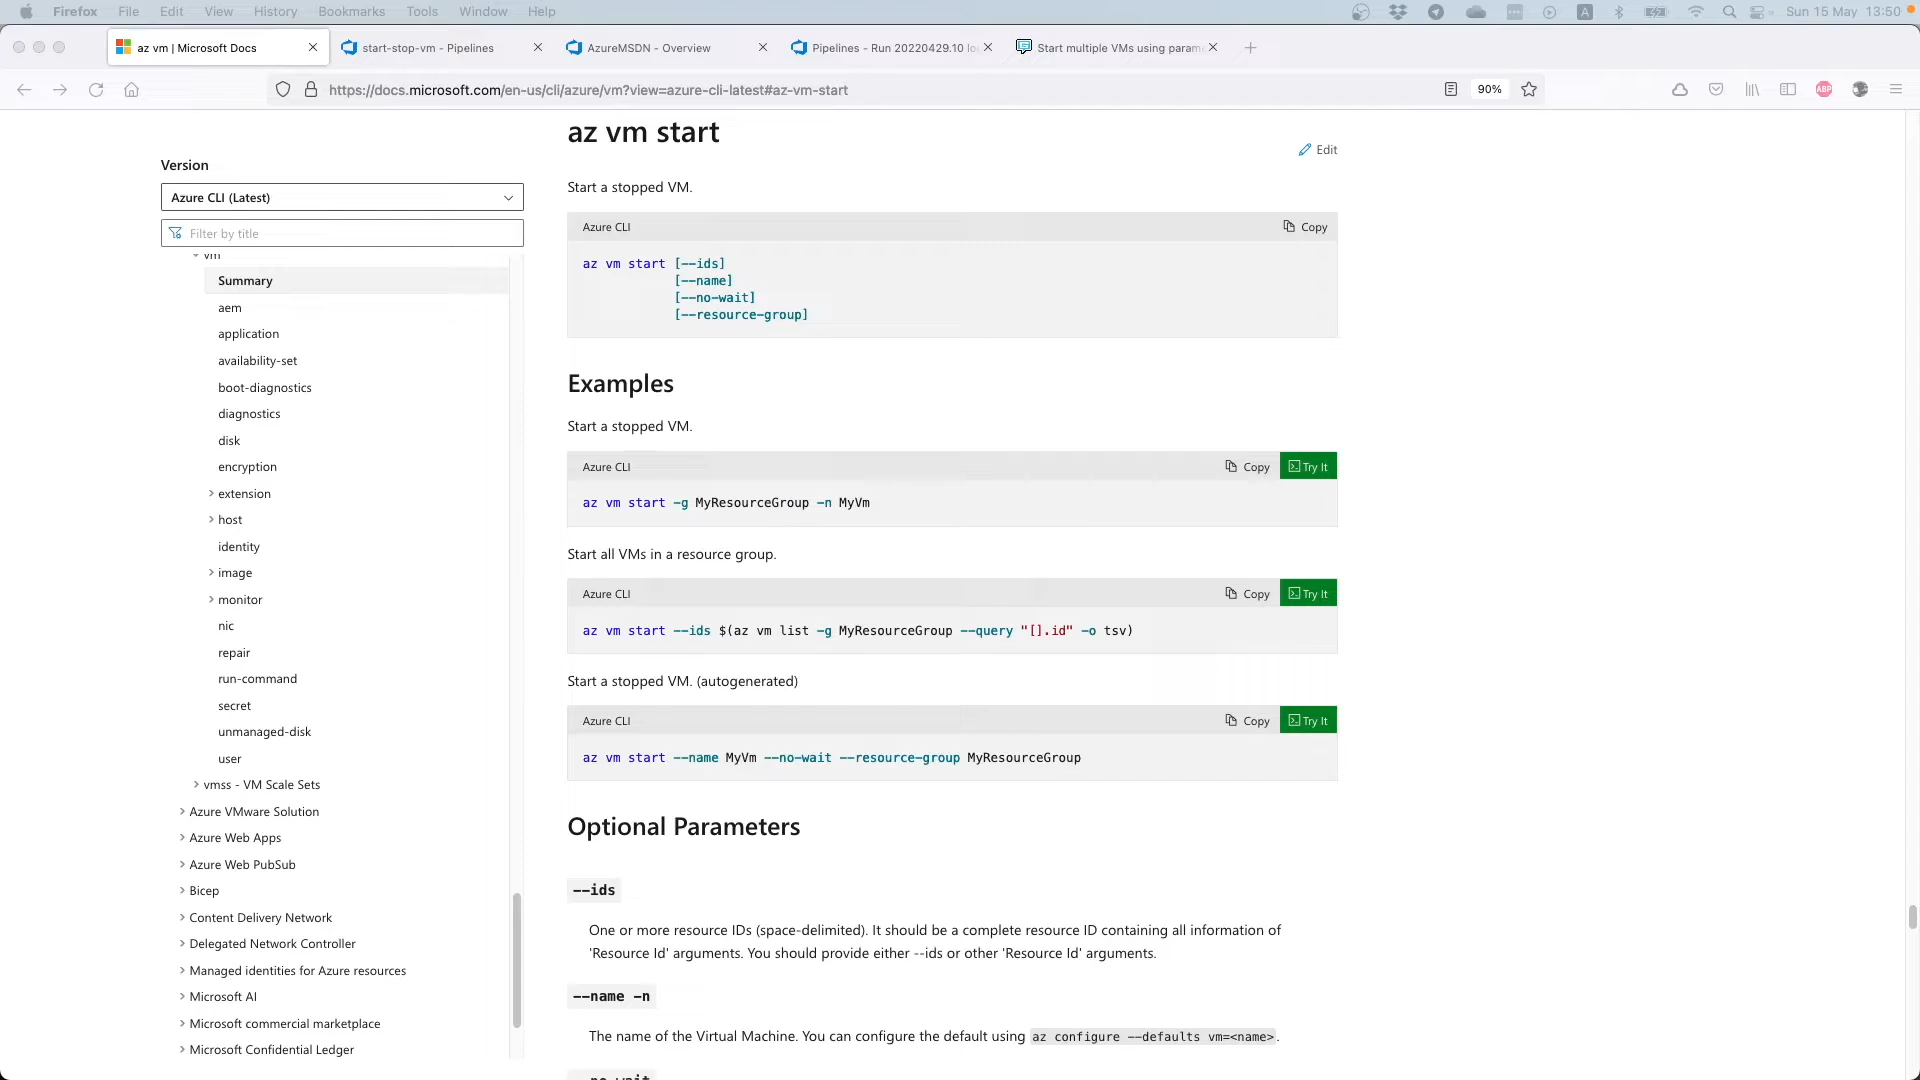 Firefox File Edit View History Bookmarks Tools Window Help
A
Sun 15 May 13:50
az vm | Microsoft Docs
start-stop-vm - Pipelines
AzureMSDN - Overview
Pipelines - Run 20220429.10 lo
Start multiple VMs using param
https://docs.microsoft.com/en-us/cli/azure/vm?view=azure-cli-latest#az-vm-start
90%
ABP
Version
Azure CLI (Latest)
Filter by title
vm
Summary
aem
application
availability-set
boot-diagnostics
diagnostics
disk
encryption
extension
host
identity
image
monitor
nic
repair
run-command
secret
unmanaged-disk
user
vmss - VM Scale Sets
Azure VMware Solution
Azure Web Apps
Azure Web PubSub
Bicep
Content Delivery Network
Delegated Network Controller
Managed identities for Azure resources
Microsoft AI
Microsoft commercial marketplace
Microsoft Confidential Ledger
az vm start
Edit
Start a stopped VM.
Azure CLI
Copy
az vm start [--ids]
[--name]
[--no-wait]
[--resource-group]
Examples
Start a stopped VM.
Azure CLI
Copy
Try It
az vm start -g MyResourceGroup -n MyVm
Start all VMs in a resource group.
Azure CLI
Copy
Try It
az vm start --ids $(az vm list -g MyResourceGroup --query "[].id" -o tsv)
Start a stopped VM. (autogenerated)
Azure CLI
Copy
Try It
az vm start --name MyVm --no-wait --resource-group MyResourceGroup
Optional Parameters
--ids
One or more resource IDs (space-delimited). It should be a complete resource ID containing all information of
'Resource Id' arguments. You should provide either --ids or other 'Resource Id' arguments.
--name -n
The name of the Virtual Machine. You can configure the default using az configure --defaults vm=<name>.
--no-wait